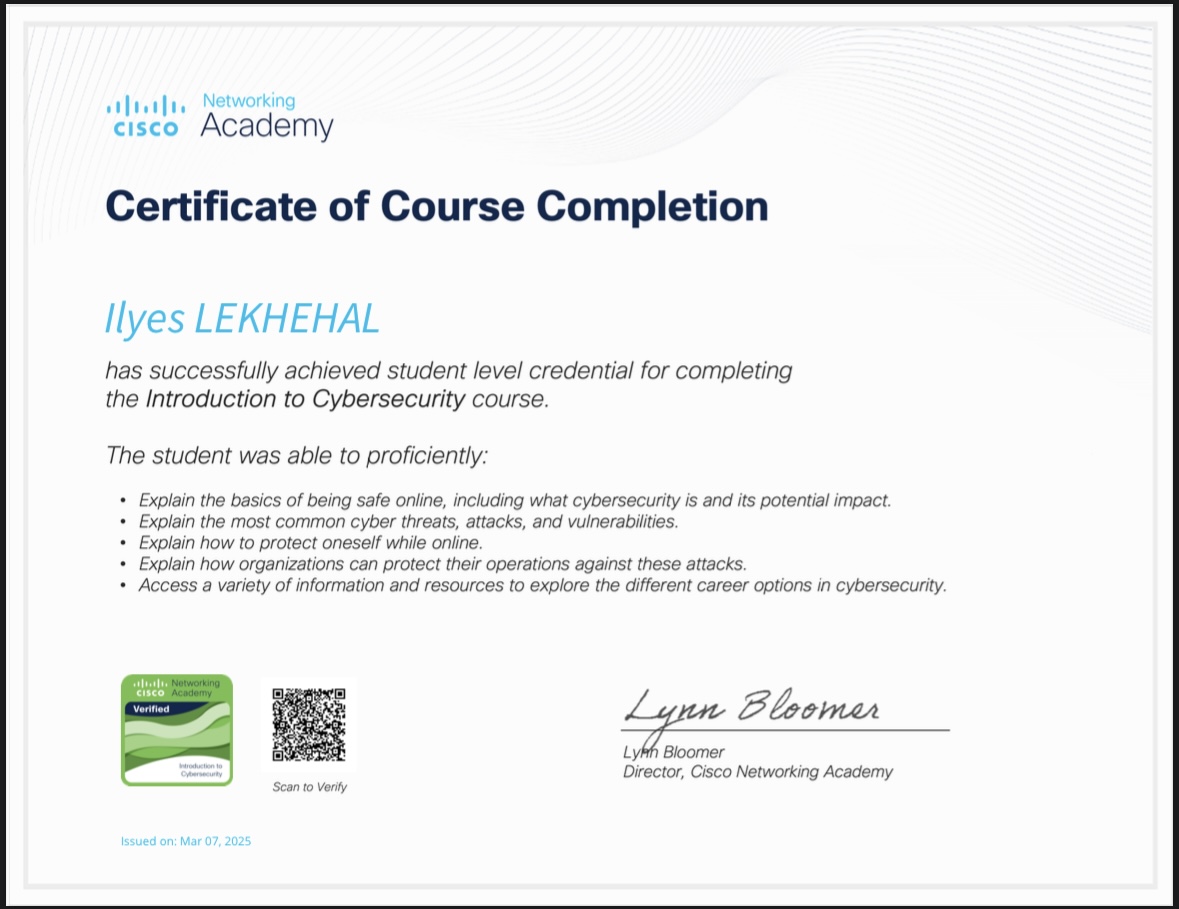 Networking
CISCO Academy
Certificate of Course Completion
Ilyes LEKHEHAL
has successfully achieved student level credential for completing
the Introduction to Cybersecurity course.
The student was able to proficiently:
• Explain the basics of being safe online, including what cybersecurity is and its potential impact.
• Explain the most common cyber threats, attacks, and vulnerabilities.
• Explain how to protect oneself while online.
• Explain how organizations can protect their operations against these attacks.
• Access a variety of information and resources to explore the different career options in cybersecurity.
Networking
CISCO Academy
Verified
Introduction to
Cybersecurity
Scan to Verify
Lynn Bloomer
Lynn Bloomer
Director, Cisco Networking Academy
Issued on: Mar 07, 2025